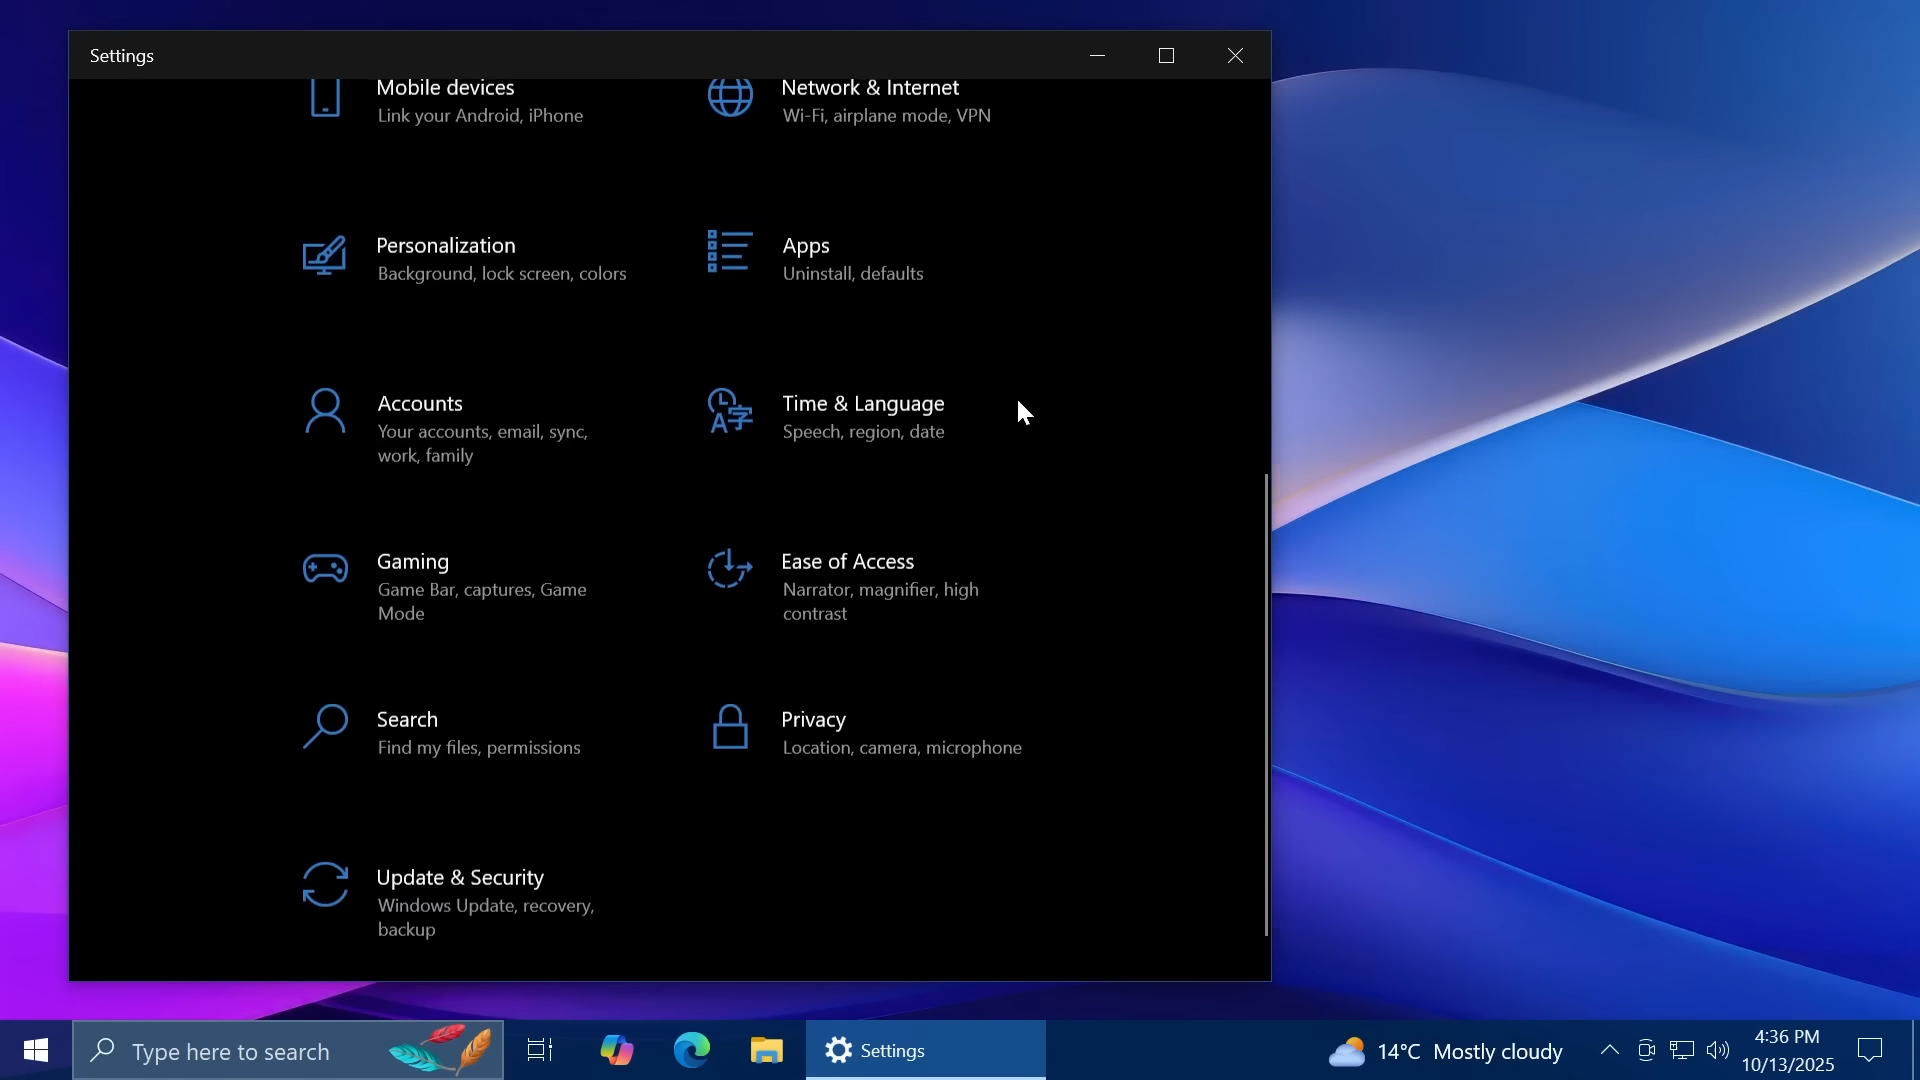 Settings
Mobile devices
Link your Android, iPhone
Network & Internet
Wi-Fi, airplane mode, VPN
Personalization
Background, lock screen, colors
Apps
Uninstall, defaults
Accounts
Your accounts, email, sync,
work, family
Time & Language
Speech, region, date
Gaming
Game Bar, captures, Game
Mode
Ease of Access
Narrator, magnifier, high
contrast
Search
Find my files, permissions
Privacy
Location, camera, microphone
Update & Security
Windows Update, recovery,
backup
Type here to search
Settings
14°C Mostly cloudy
4:36 PM
10/13/2025